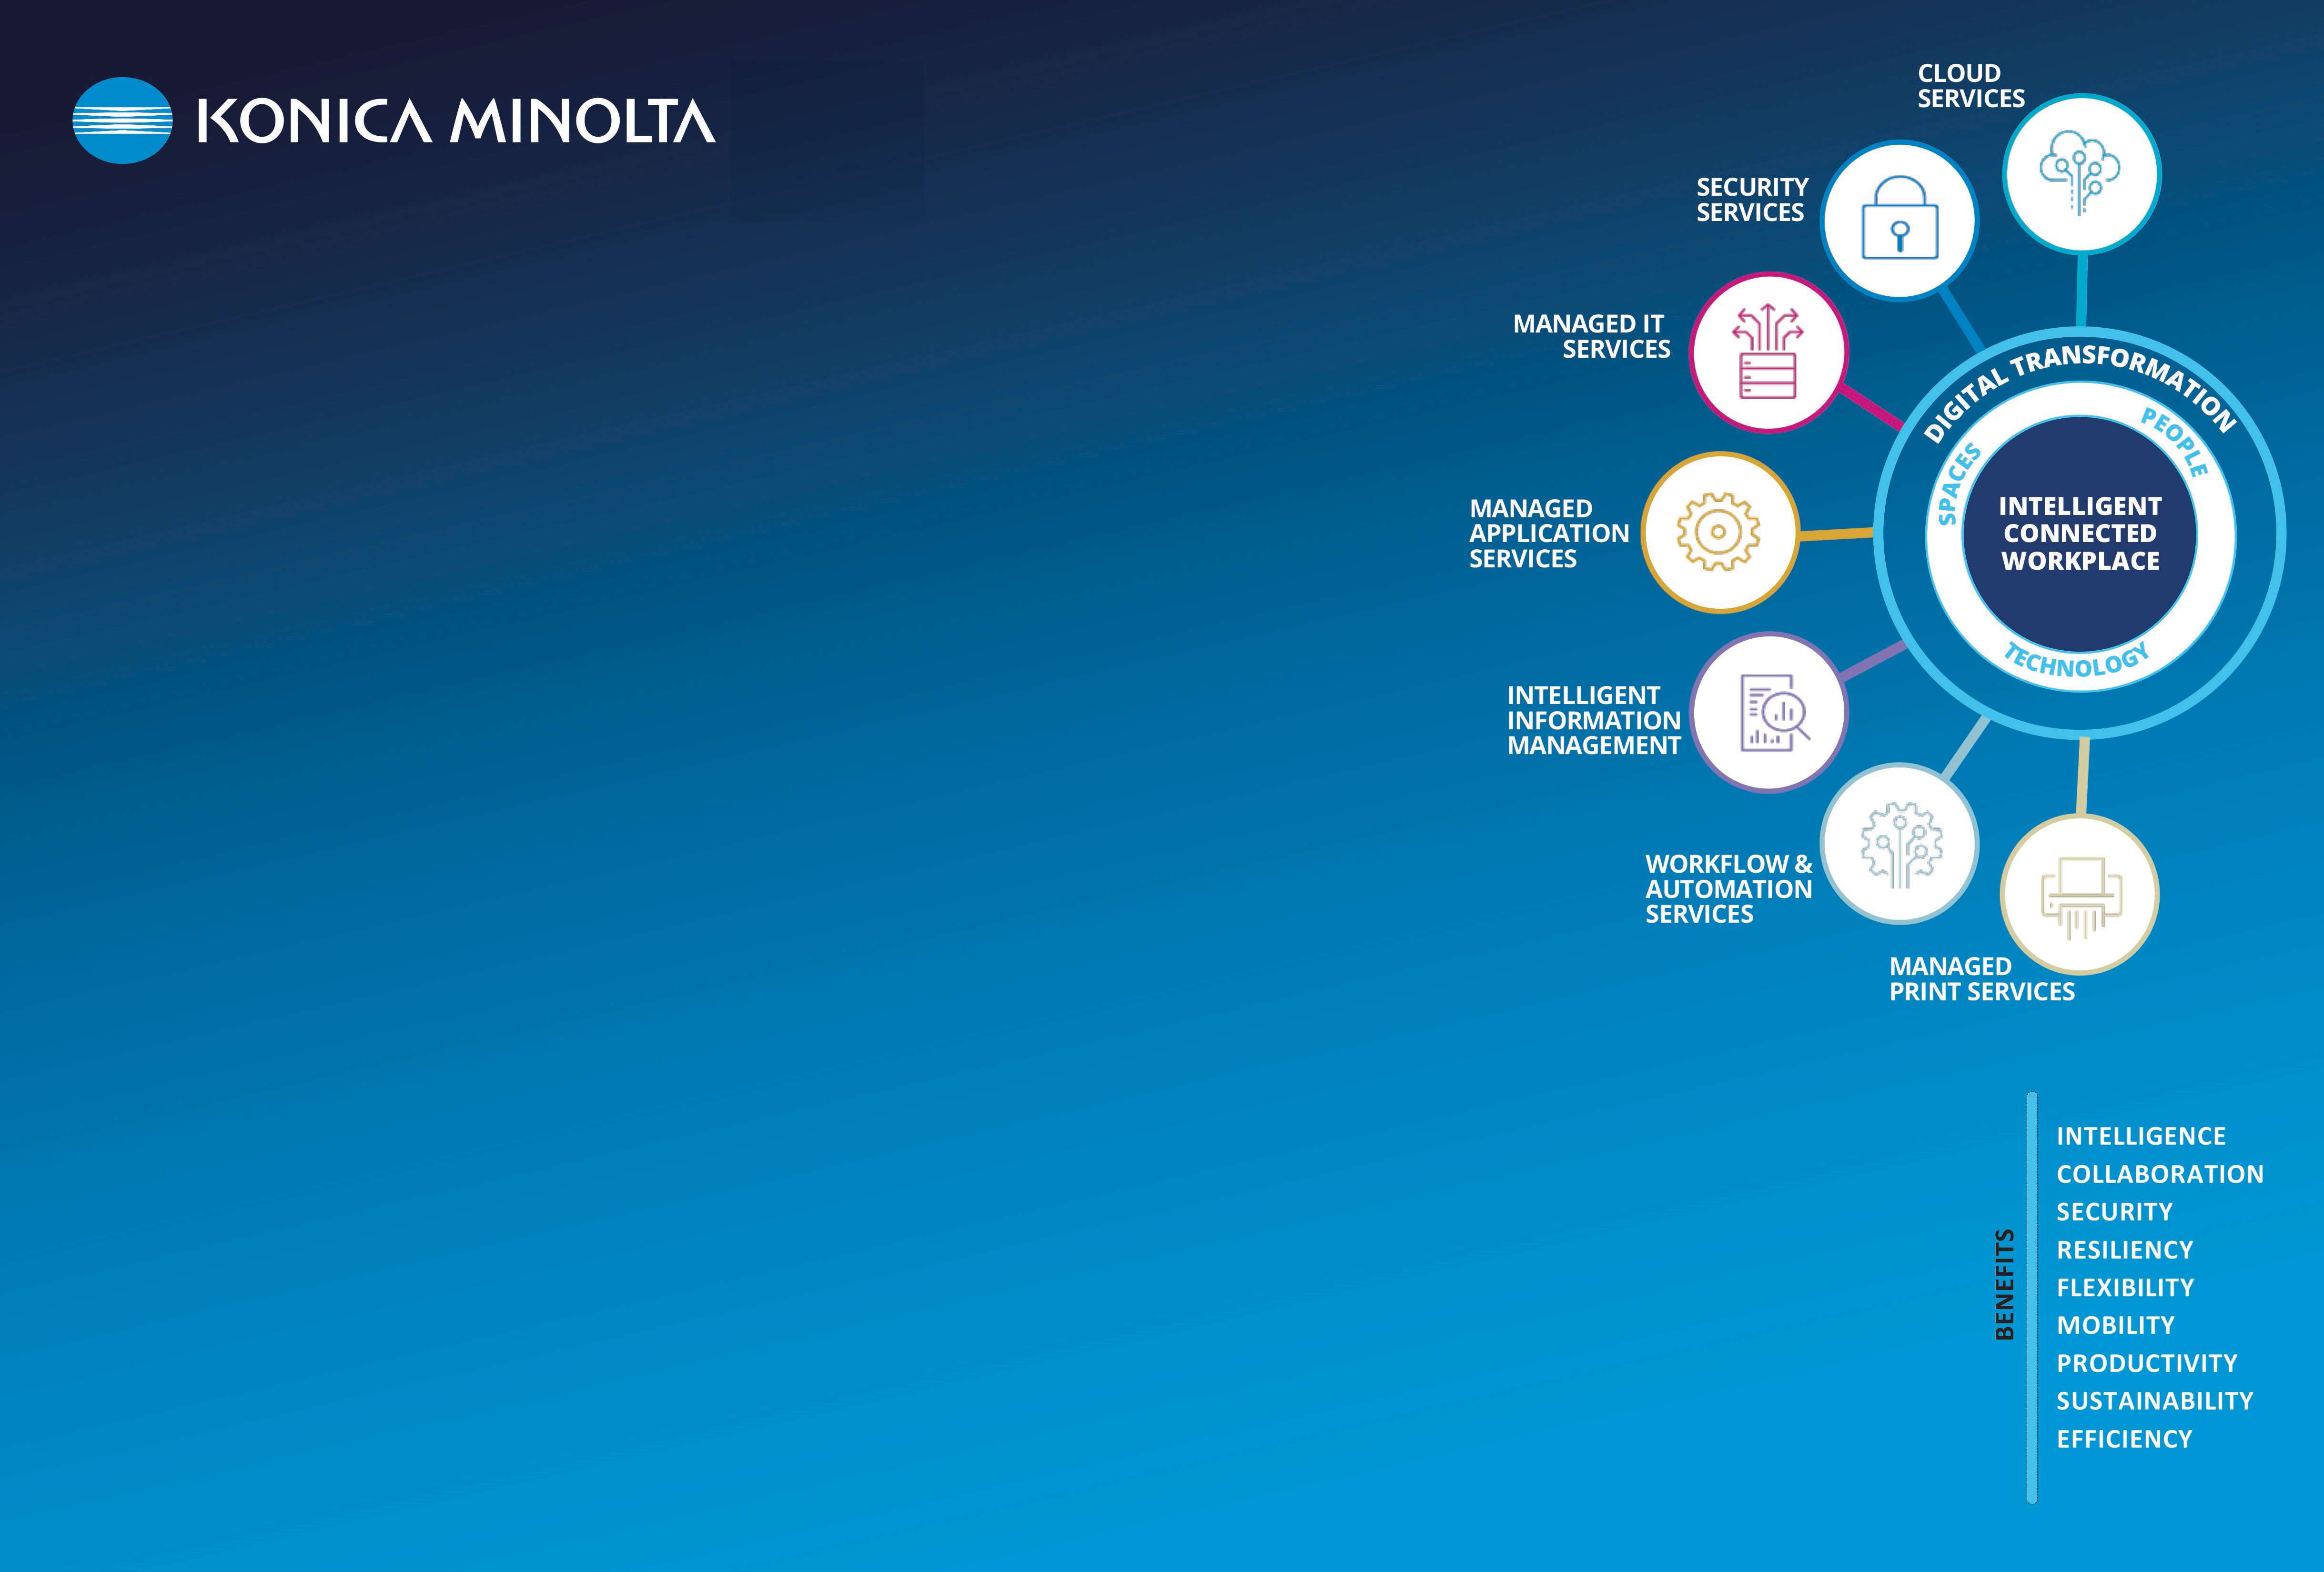 KONICA MINOLTA
CLOUD
SERVICES
SECURITY
SERVICES
MANAGED IT
SERVICES
MANAGED
APPLICATION
SERVICES
INTELLIGENT
INFORMATION
MANAGEMENT
WORKFLOW &
AUTOMATION
SERVICES
MANAGED
PRINT SERVICES
DIGITAL TRANSFORMATION
SPACES
PEOPLE
TECHNOLOGY
INTELLIGENT
CONNECTED
WORKPLACE
BENEFITS
INTELLIGENCE
COLLABORATION
SECURITY
RESILIENCY
FLEXIBILITY
MOBILITY
PRODUCTIVITY
SUSTAINABILITY
EFFICIENCY